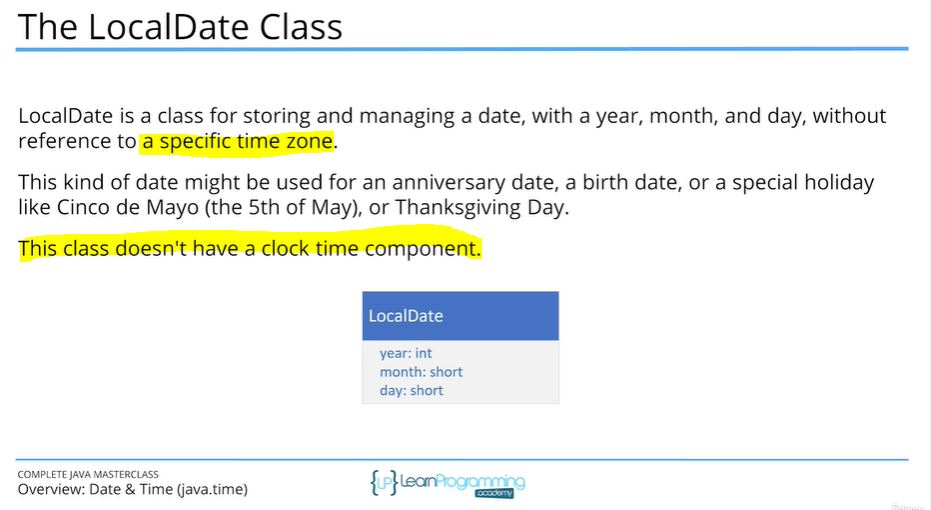 The LocalDate Class
LocalDate is a class for storing and managing a date, with a year, month, and day, without
reference to a specific time zone.
This kind of date might be used for an anniversary date, a birth date, or a special holiday
like Cinco de Mayo (the 5th of May), or Thanksgiving Day.
This class doesn't have a clock time component.
LocalDate
year: int
month: short
day: short
COMPLETE JAVA MASTERCLASS
Overview: Date & Time (java.time)
{LP} LearnProgramming
.academy